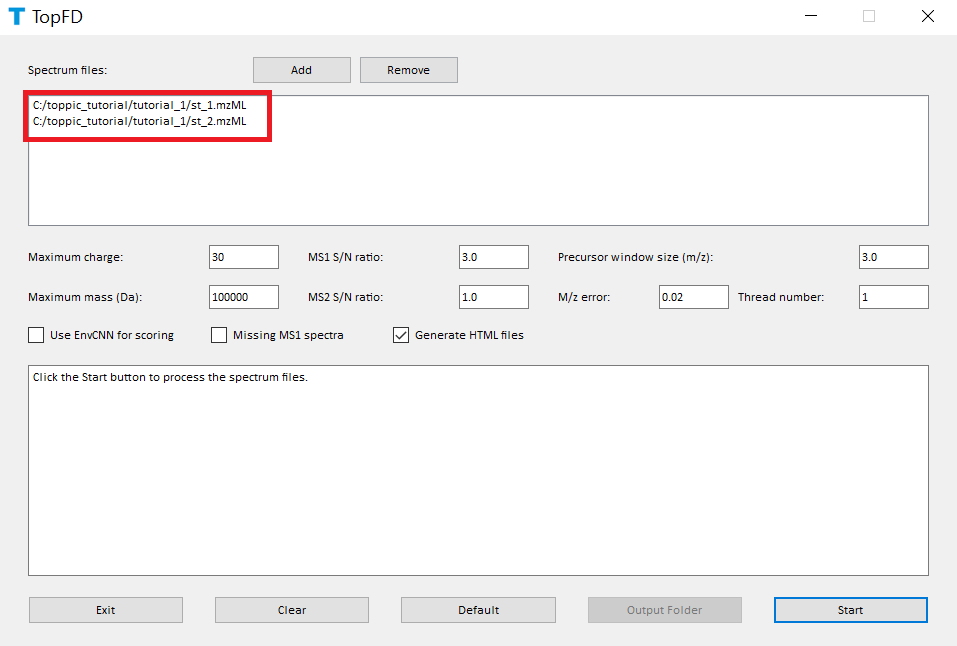 TopFD
Spectrum files: Add Remove
C:/toppic_tutorial/tutorial_1/st_1.mzML
C:/toppic_tutorial/tutorial_1/st_2.mzML
Maximum charge: 30 MS1 S/N ratio: 3.0 Precursor window size (m/z): 3.0
Maximum mass (Da): 100000 MS2 S/N ratio: 1.0 M/z error: 0.02 Thread number: 1
Use EnvCNN for scoring Missing MS1 spectra Generate HTML files
Click the Start button to process the spectrum files.
Exit Clear Default Output Folder Start